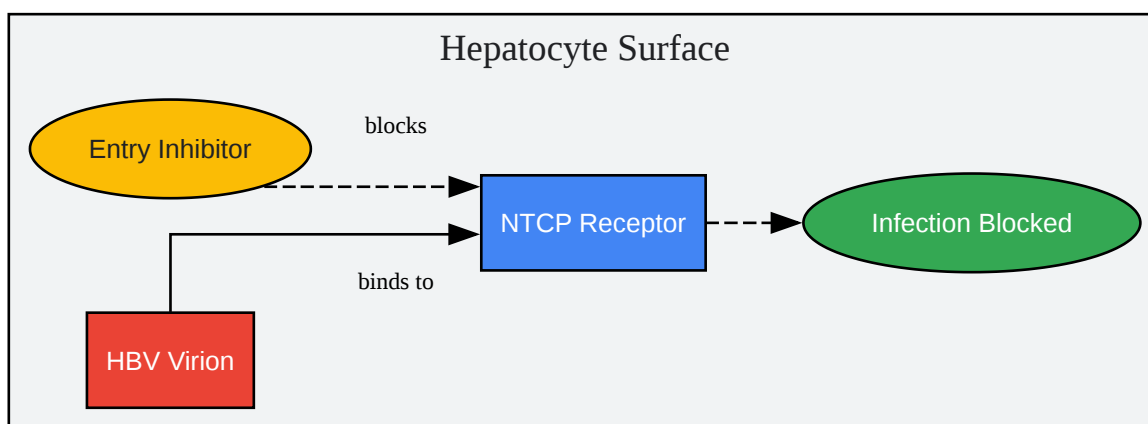 Hepatocyte Surface
Entry Inhibitor
blocks
NTCP Receptor
Infection Blocked
binds to
HBV Virion